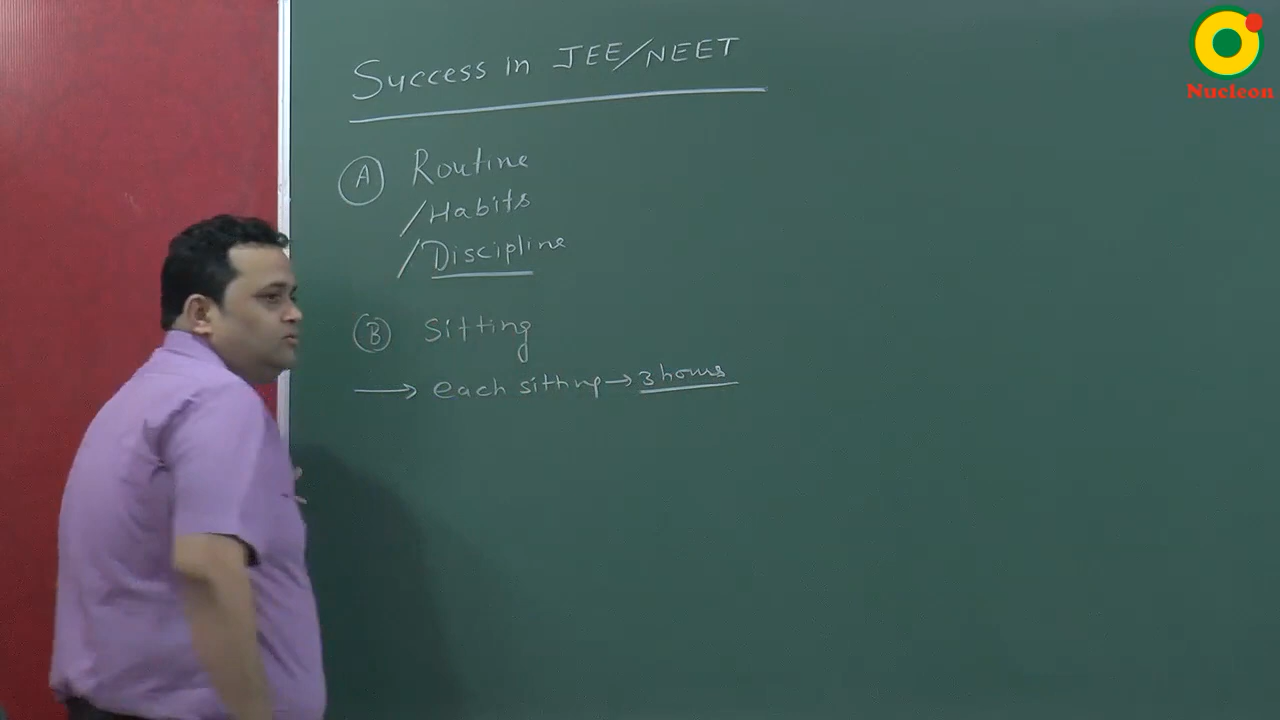 Success in JEE/NEET
Nucleon
A Routine
/Habits
/Discipline
B Sitting
→ each sitting → 3 hours